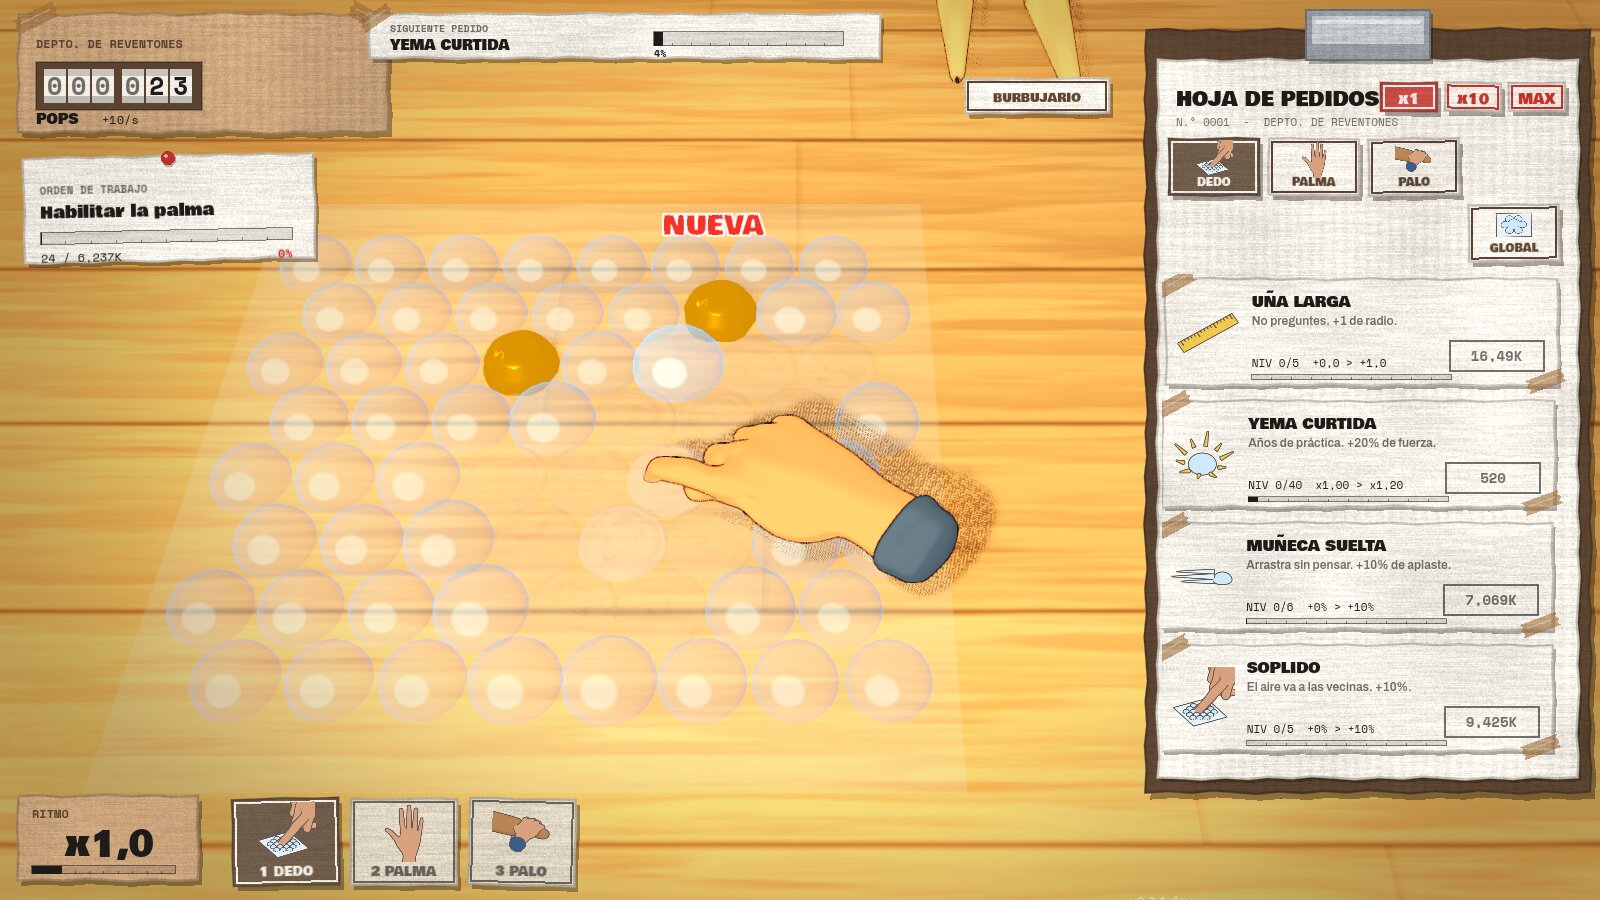 DEPTO. DE REVENTONES
000023
POPS +10/s
SIGUIENTE PEDIDO
YEMA CURTIDA
4%
BURBUJARIO
ORDEN DE TRABAJO
Habilitar la palma
24 / 6,237K 0%
NUEVA
HOJA DE PEDIDOS x1 x10 MAX
N.° 0001 - DEPTO. DE REVENTONES
DEDO PALMA PALO
GLOBAL
UÑA LARGA
No preguntes. +1 de radio.
NIV 0/5 +0,0 > +1,0 16,49K
YEMA CURTIDA
Años de práctica. +20% de fuerza.
NIV 0/40 x1,00 > x1,20 520
MUÑECA SUELTA
Arrastra sin pensar. +10% de aplaste.
NIV 0/6 +0% > +10% 7,069K
SOPLIDO
El aire va a las vecinas. +10%.
NIV 0/5 +0% > +10% 9,425K
RITMO
x1,0
1 DEDO 2 PALMA 3 PALO